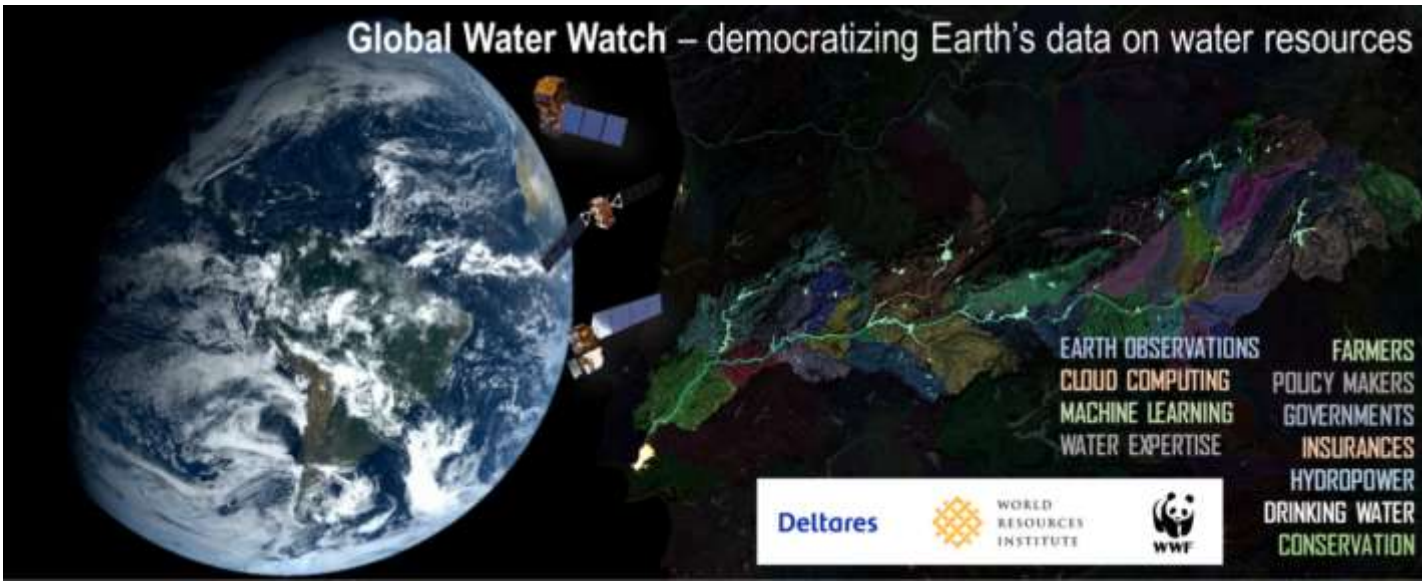 Global Water Watch – democratizing Earth's data on water resources
EARTH OBSERVATIONS
CLOUD COMPUTING
MACHINE LEARNING
WATER EXPERTISE
FARMERS
POLICY MAKERS
GOVERNMENTS
INSURANCES
HYDROPOWER
DRINKING WATER
CONSERVATION
Deltares
WORLD
RESOURCES
INSTITUTE
WWF